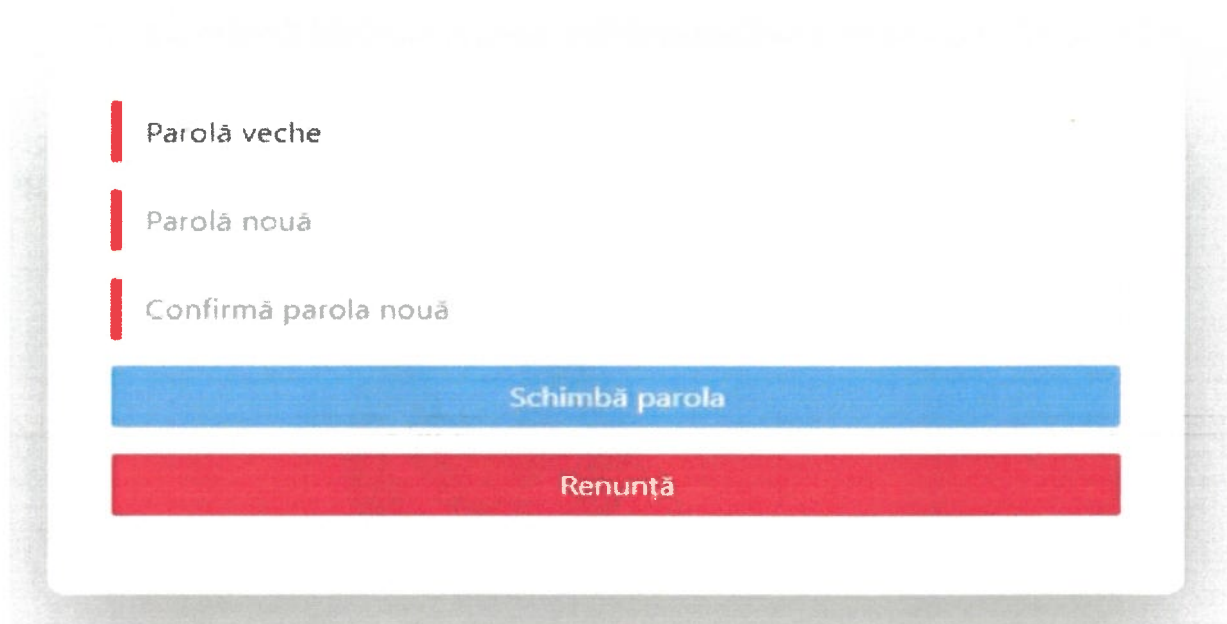 Parolă veche
Parolă nouă
Confirmă parola nouă
Schimbă parola
Renunță